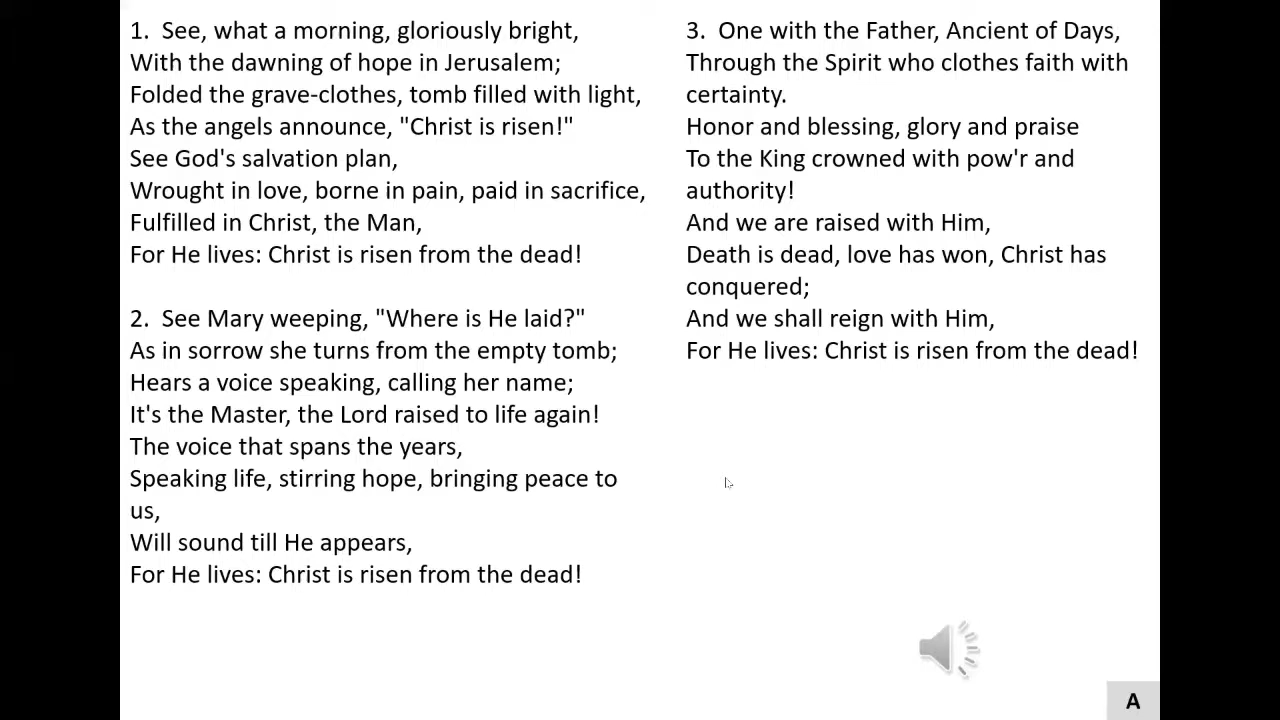 1.  See, what a morning, gloriously bright,
With the dawning of hope in Jerusalem;
Folded the grave-clothes, tomb filled with light,
As the angels announce, "Christ is risen!"
See God's salvation plan,
Wrought in love, borne in pain, paid in sacrifice,
Fulfilled in Christ, the Man,
For He lives: Christ is risen from the dead!
2.  See Mary weeping, "Where is He laid?"
As in sorrow she turns from the empty tomb;
Hears a voice speaking, calling her name;
It's the Master, the Lord raised to life again!
The voice that spans the years,
Speaking life, stirring hope, bringing peace to
us,
Will sound till He appears,
For He lives: Christ is risen from the dead!
3.  One with the Father, Ancient of Days,
Through the Spirit who clothes faith with
certainty.
Honor and blessing, glory and praise
To the King crowned with pow'r and
authority!
And we are raised with Him,
Death is dead, love has won, Christ has
conquered;
And we shall reign with Him,
For He lives: Christ is risen from the dead!
A